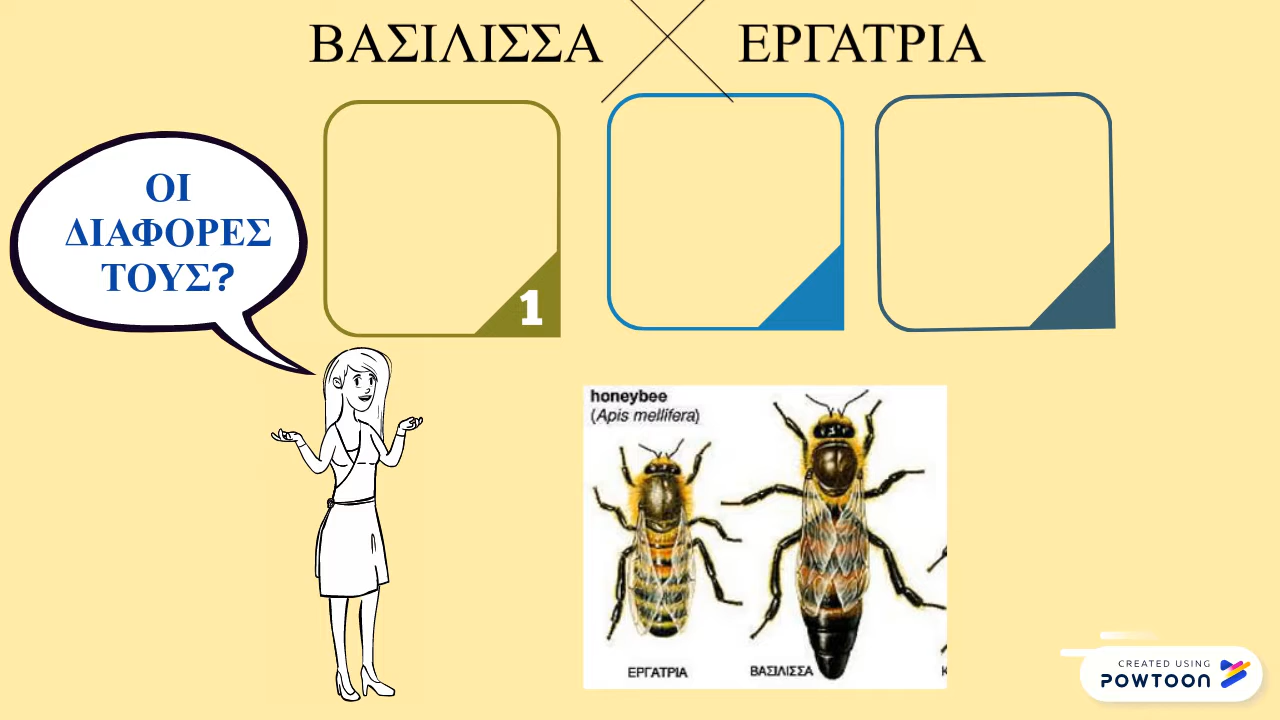 ΒΑΣΙΛΙΣΣΑ ΕΡΓΑΤΡΙΑ
ΟΙ
ΔΙΑΦΟΡΕΣ
ΤΟΥΣ?
1
honeybee
(Apis mellifera)
ΕΡΓΑΤΡΙΑ ΒΑΣΙΛΙΣΣΑ
CREATED USING
POWTOON